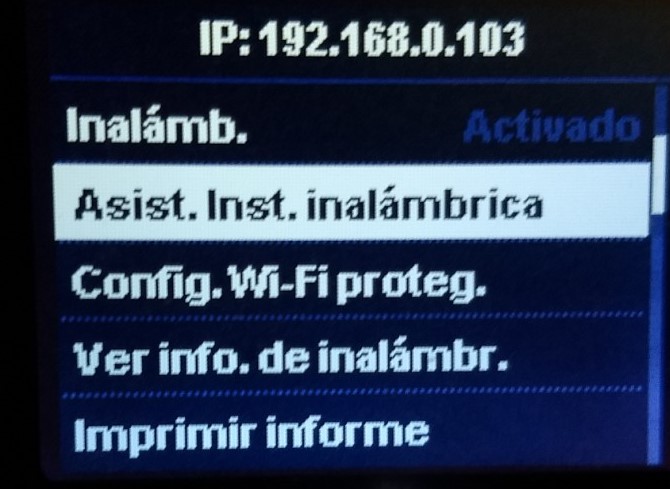 IP: 192.168.0.103
Inalámb. Activado
Asist. Inst. inalámbrica
Config. Wi-Fi proteg.
Ver info. de inalámbr.
Imprimir informe